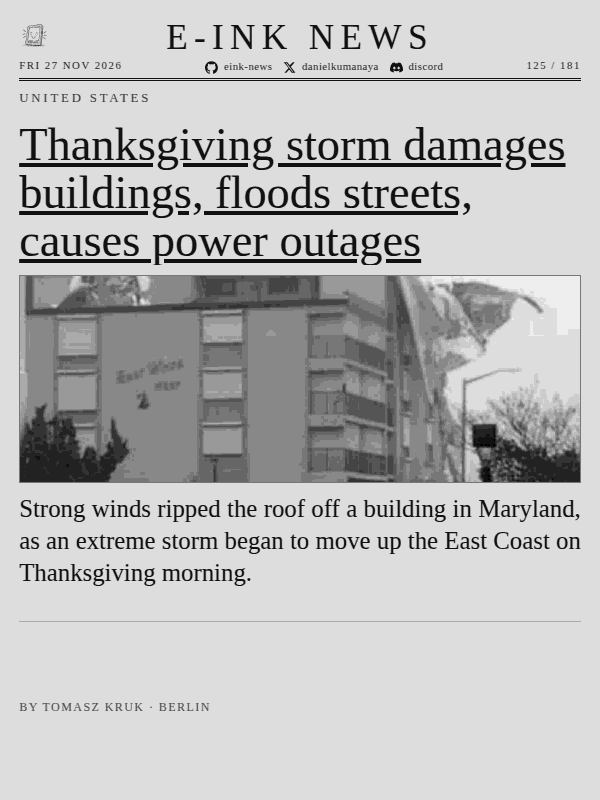 E-INK NEWS
FRI 27 NOV 2026
eink-news
danielkumanaya
discord
125 / 181
UNITED STATES
Thanksgiving storm damages
buildings, floods streets,
causes power outages
Strong winds ripped the roof off a building in Maryland,
as an extreme storm began to move up the East Coast on
Thanksgiving morning.
BY TOMASZ KRUK · BERLIN